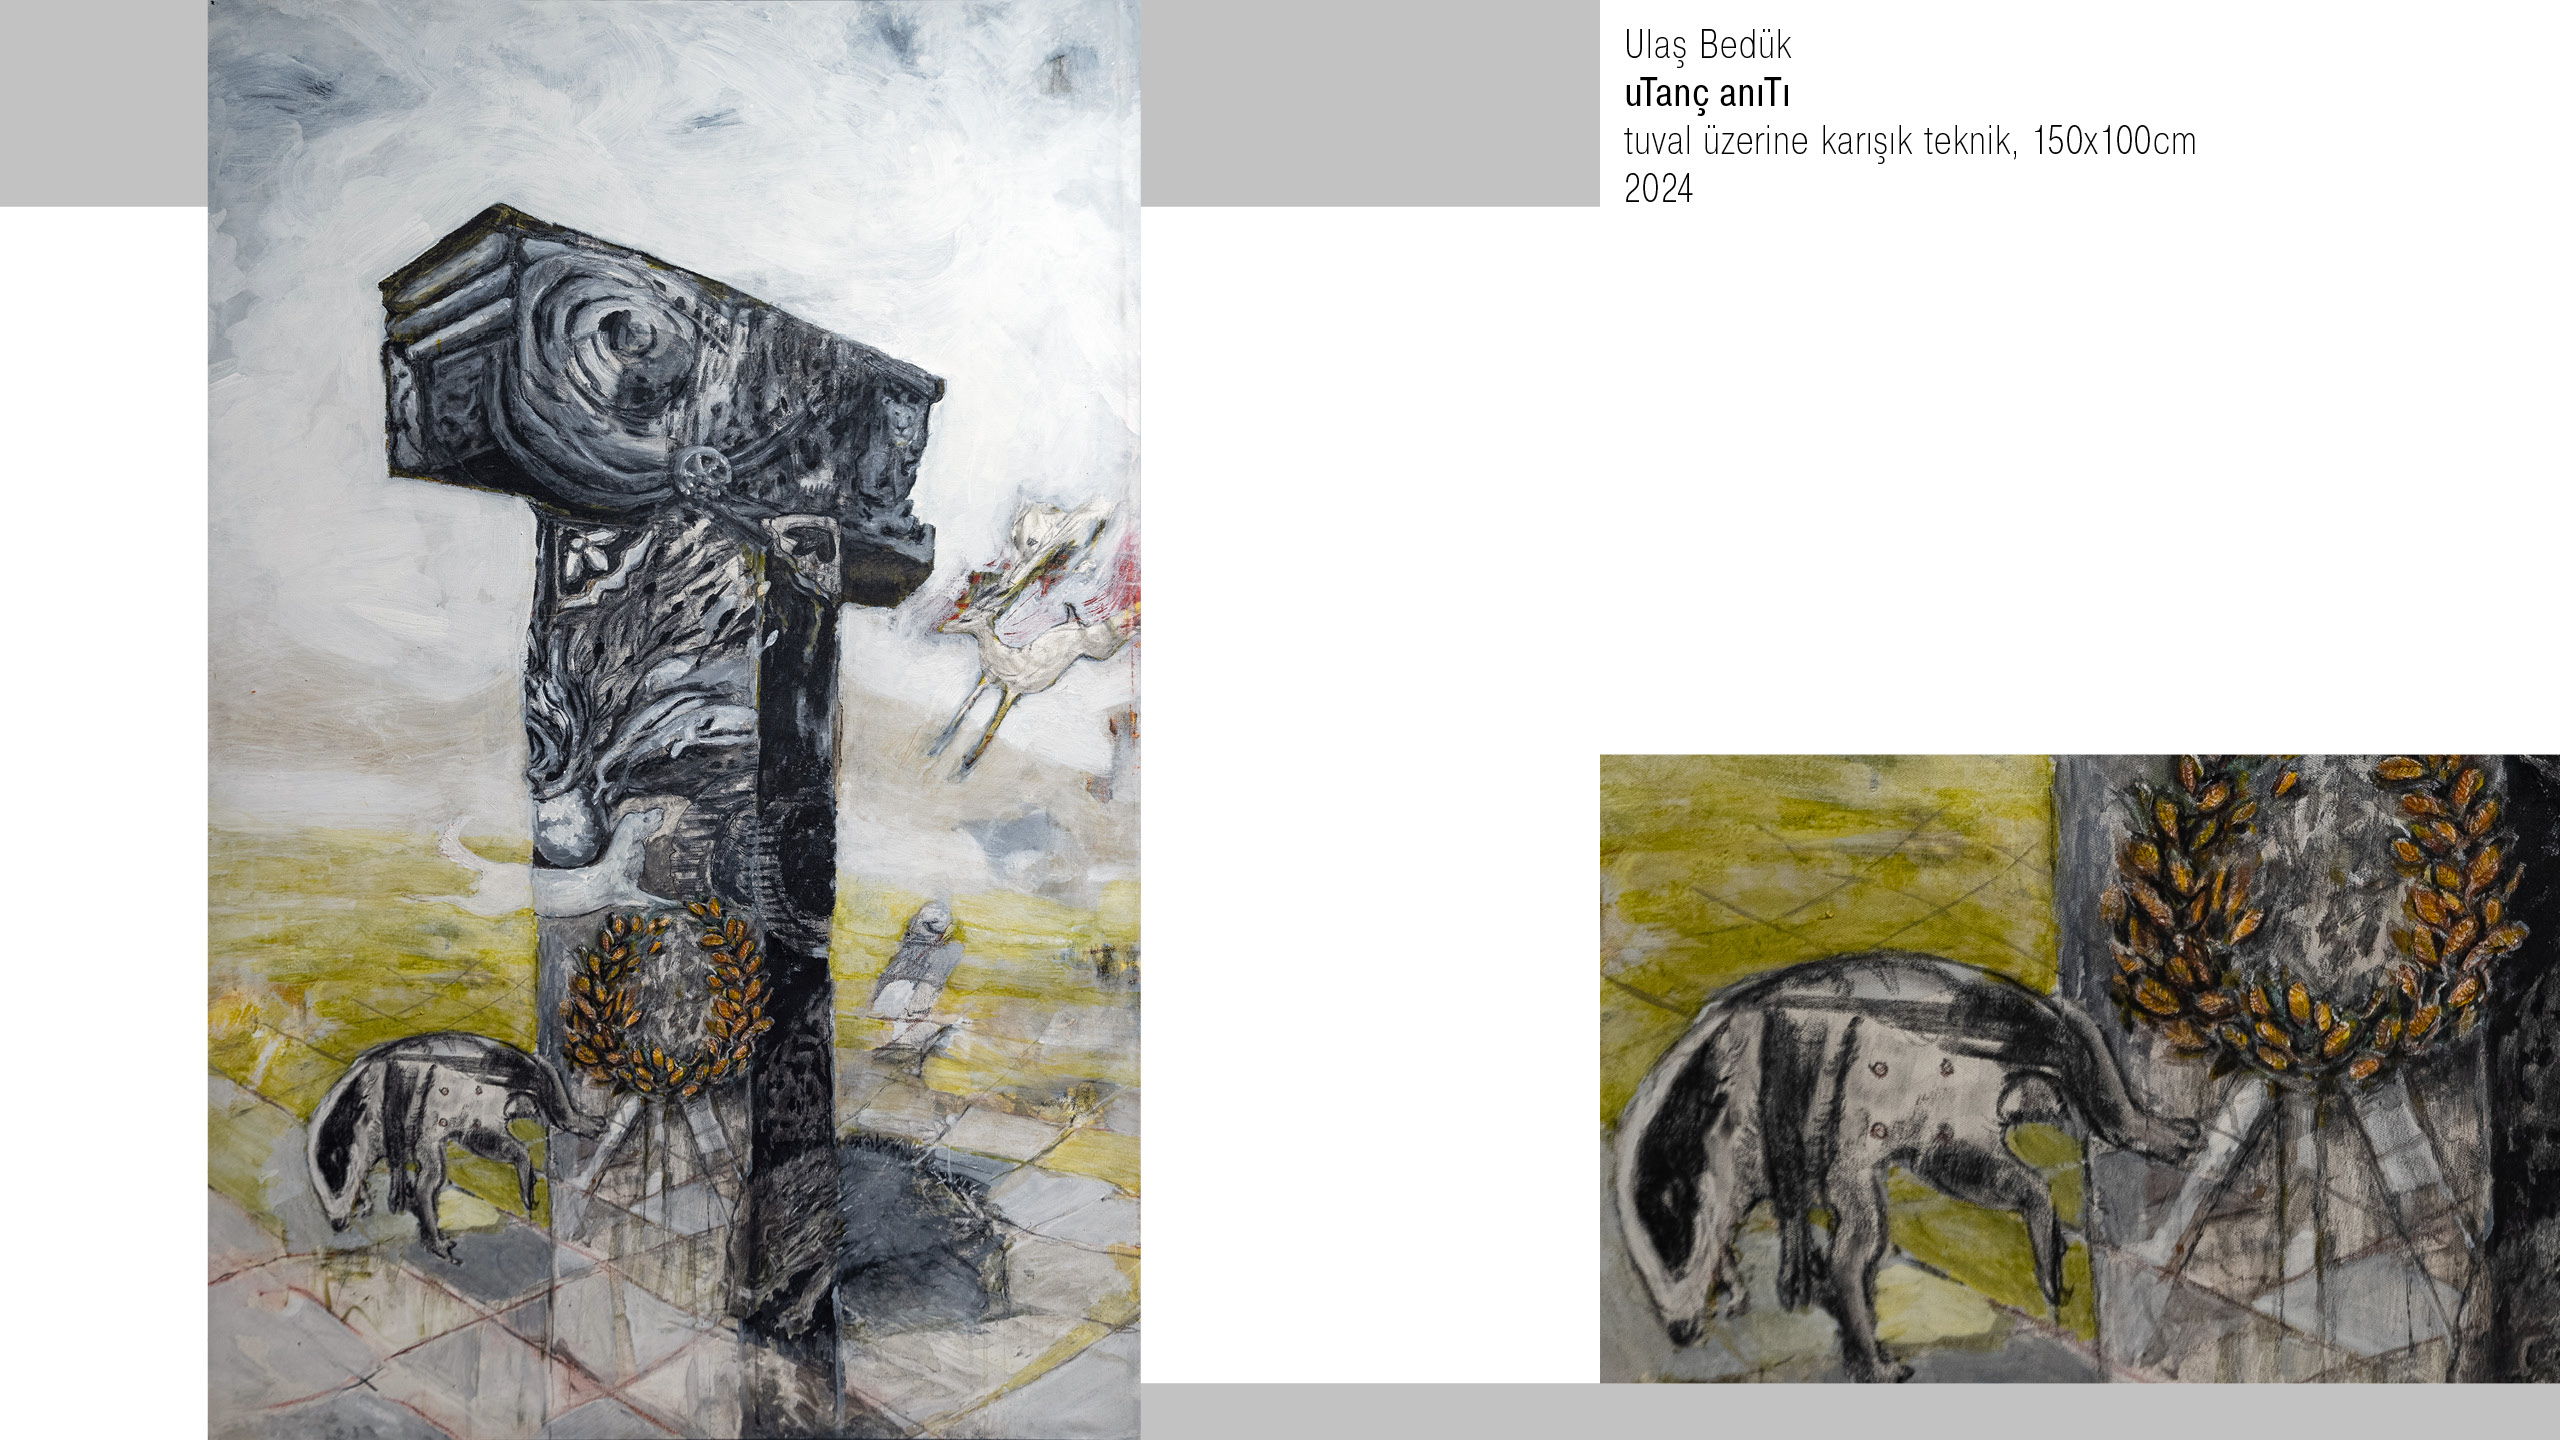 Ulaş Bedük
uTanç anıTı
tuval üzerine karışık teknik, 150x100cm
2024